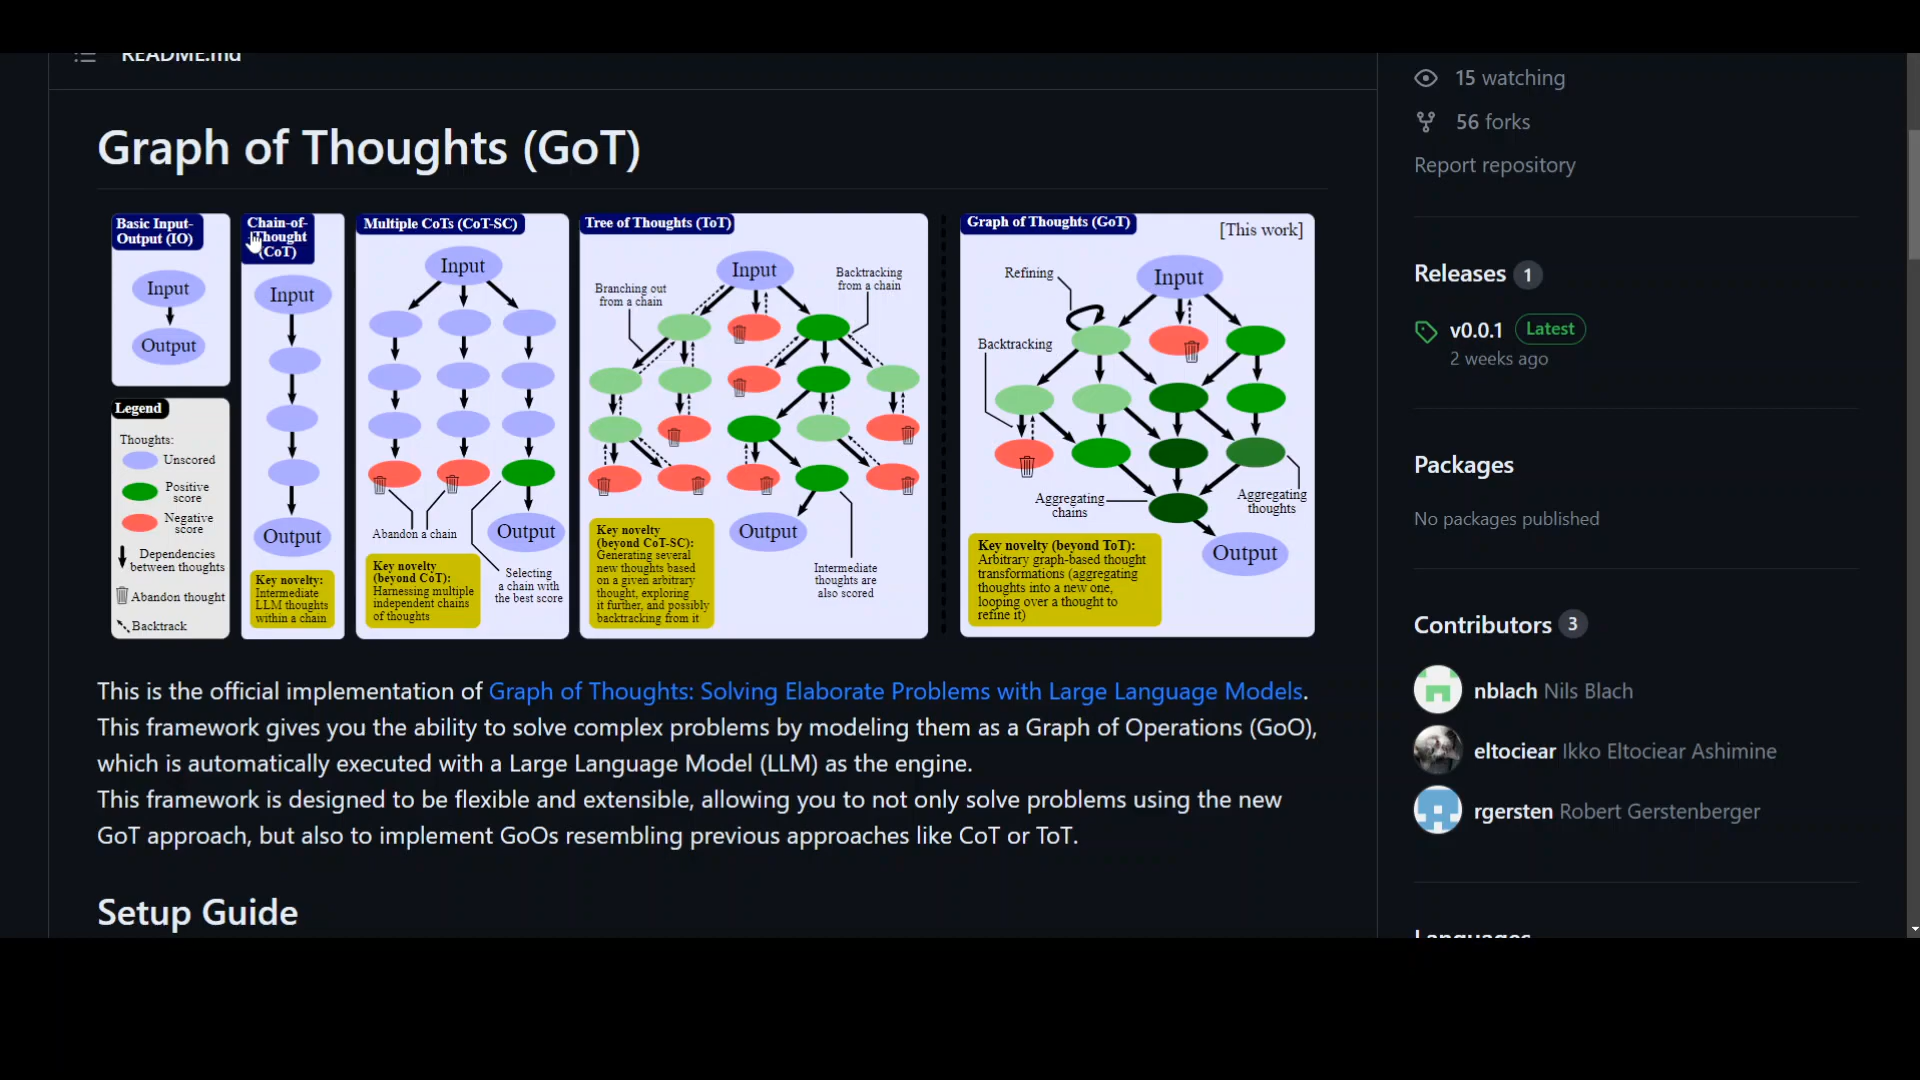 README.md
Graph of Thoughts (GoT)
Basic Input-
Output (IO)
Input
Output
Legend
Thoughts:
Unscored
Positive
score
Negative
score
Dependencies
between thoughts
Abandon thought
Backtrack
Chain-of-
Thought
(CoT)
Input
Output
Key novelty:
Intermediate
LLM thoughts
within a chain
Multiple CoTs (CoT-SC)
Input
Abandon a chain
Output
Key novelty
(beyond CoT):
Harnessing multiple
independent chains
of thoughts
Selecting
a chain with
the best score
Tree of Thoughts (ToT)
Input
Branching out
from a chain
Backtracking
from a chain
Key novelty
(beyond CoT-SC):
Generating several
new thoughts based
on a given arbitrary
thought, exploring
it further, and possibly
backtracking from it
Output
Intermediate
thoughts are
also scored
Graph of Thoughts (GoT)
[This work]
Refining
Input
Backtracking
Aggregating
chains
Aggregating
thoughts
Key novelty (beyond ToT):
Arbitrary graph-based thought
transformations (aggregating
thoughts into a new one,
looping over a thought to
refine it)
Output
This is the official implementation of Graph of Thoughts: Solving Elaborate Problems with Large Language Models.
This framework gives you the ability to solve complex problems by modeling them as a Graph of Operations (GoO),
which is automatically executed with a Large Language Model (LLM) as the engine.
This framework is designed to be flexible and extensible, allowing you to not only solve problems using the new
GoT approach, but also to implement GoOs resembling previous approaches like CoT or ToT.
Setup Guide
15 watching
56 forks
Report repository
Releases 1
v0.0.1 Latest
2 weeks ago
Packages
No packages published
Contributors 3
nblach Nils Blach
eltociear Ikko Eltociear Ashimine
rgersten Robert Gerstenberger
Languages